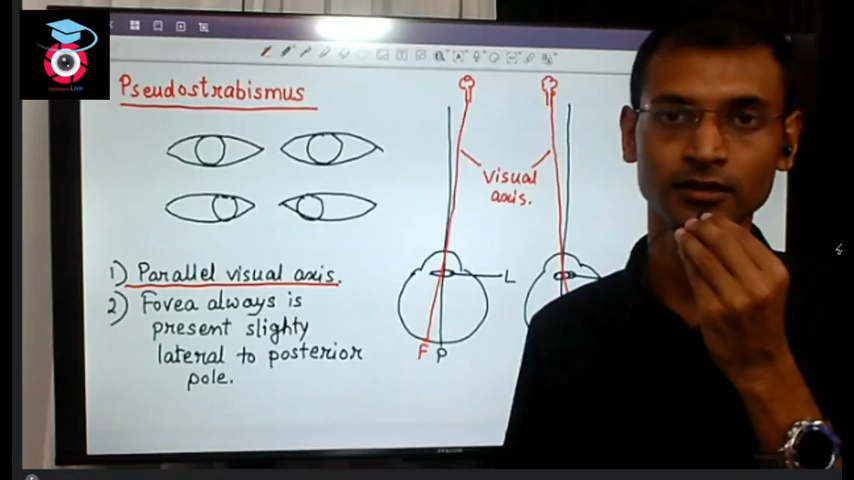 Pseudostrabismus
Visual
axis.
L
1) Parallel visual axis.
2) Fovea always is
present slighty
lateral to posterior
pole.
F P